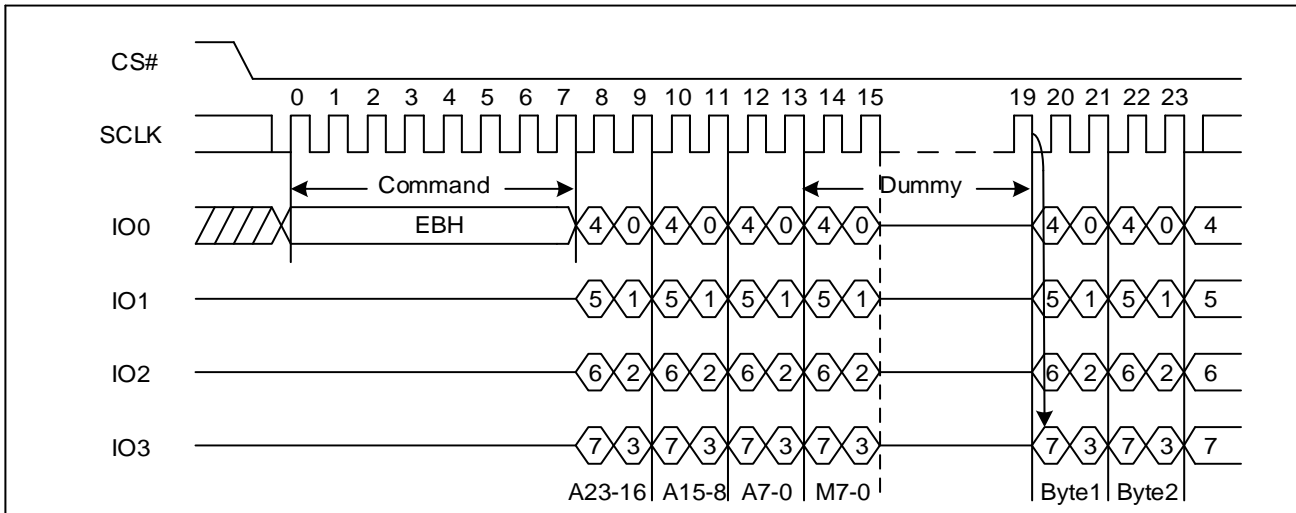 CS#
0 1 2 3 4 5 6 7 8 9 10 11 12 13 14 15 19 20 21 22 23
SCLK
Command Dummy
IO0 EBH 4 0 4 0 4 0 4 0 4 0 4 0 4
IO1 5 1 5 1 5 1 5 1 5 1 5 1 5
IO2 6 2 6 2 6 2 6 2 6 2 6 2 6
IO3 7 3 7 3 7 3 7 3 7 3 7 3 7
A23-16 A15-8 A7-0 M7-0 Byte1 Byte2